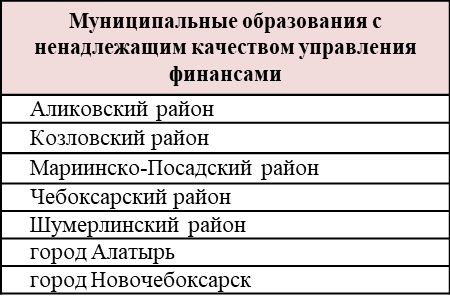 Муниципальные образования с
ненадлежащим качеством управления
финансами
Аликовский район
Козловский район
Мариинско-Посадский район
Чебоксарский район
Шумерлинский район
город Алатырь
город Новочебоксарск